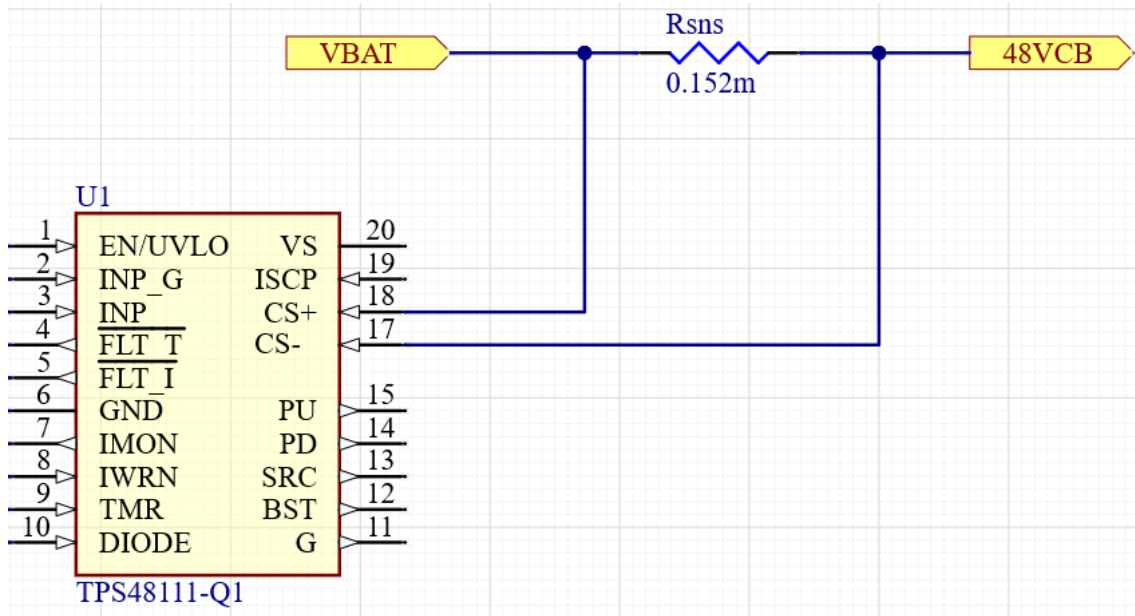 Rsns
VBAT
48VCB
0.152m
U1
1 EN/UVLO VS 20
2 INP_G ISCP 19
3 INP CS+ 18
4 FLT_T CS- 17
5 FLT_I
6 GND PU 15
7 IMON PD 14
8 IWRN SRC 13
9 TMR BST 12
10 DIODE G 11
TPS48111-Q1